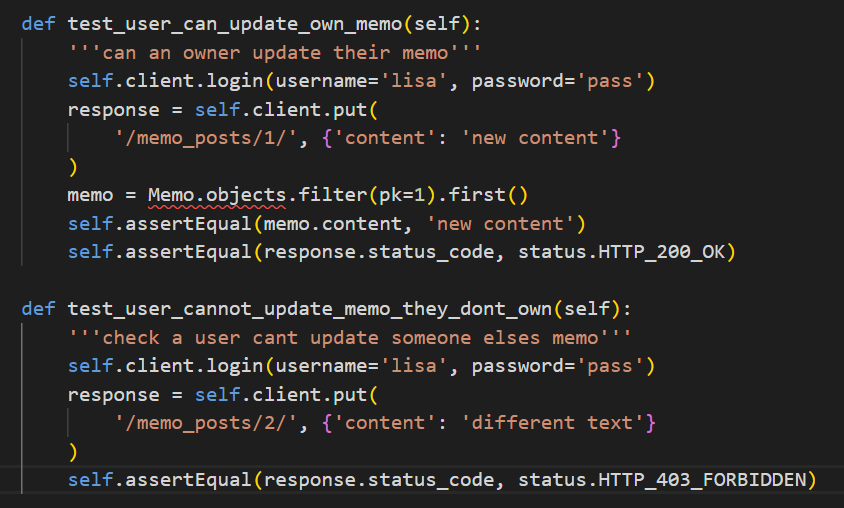 def test_user_can_update_own_memo(self):
    '''can an owner update their memo'''
    self.client.login(username='lisa', password='pass')
    response = self.client.put(
        '/memo_posts/1/', {'content': 'new content'}
    )
    memo = Memo.objects.filter(pk=1).first()
    self.assertEqual(memo.content, 'new content')
    self.assertEqual(response.status_code, status.HTTP_200_OK)
def test_user_cannot_update_memo_they_dont_own(self):
    '''check a user cant update someone elses memo'''
    self.client.login(username='lisa', password='pass')
    response = self.client.put(
        '/memo_posts/2/', {'content': 'different text'}
    )
    self.assertEqual(response.status_code, status.HTTP_403_FORBIDDEN)